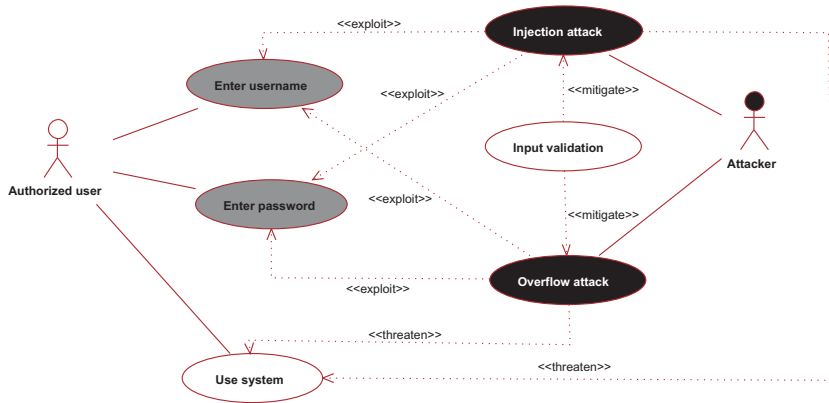 <<exploit>>
Injection attack
Enter username
<<exploit>>
<<mitigate>>
Input validation
Authorized user
Attacker
Enter password
<<exploit>>
<<mitigate>>
Overflow attack
<<exploit>>
<<threaten>>
<<threaten>>
Use system